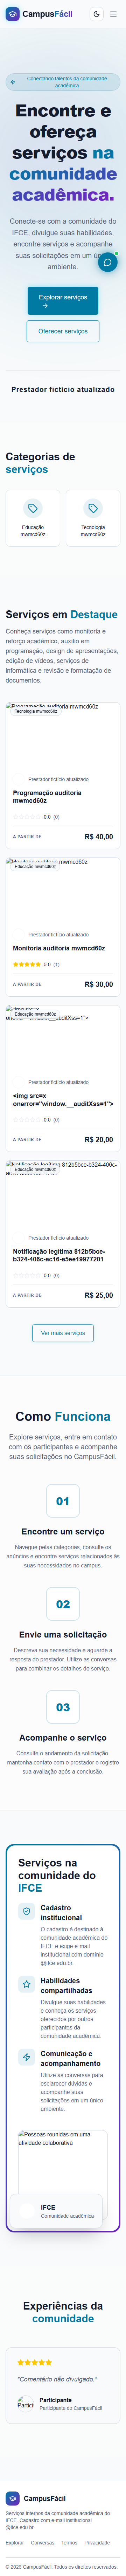 CampusFácil
Conectando talentos da comunidade
acadêmica
Encontre e
ofereça
serviços na
comunidade
acadêmica.
Conecte-se com a comunidade do
IFCE, divulgue suas habilidades,
encontre serviços e acompanhe
suas solicitações em um único
ambiente.
Explorar serviços
Oferecer serviços
Prestador fictício atualizado
Categorias de
serviços
Educação
mwmcd60z
Tecnologia
mwmcd60z
Serviços em Destaque
Conheça serviços como monitoria e
reforço acadêmico, auxílio em
programação, design de apresentações,
edição de vídeos, serviços de
informática e revisão e formatação de
documentos.
Programação auditoria mwmcd60z
Tecnologia mwmcd60z
Prestador fictício atualizado
Programação auditoria
mwmcd60z
0.0 (0)
A PARTIR DE
R$ 40,00
Monitoria auditoria mwmcd60z
Educação mwmcd60z
Prestador fictício atualizado
Monitoria auditoria mwmcd60z
5.0 (1)
A PARTIR DE
R$ 30,00
Educação mwmcd60z
onerror="window.__auditXss=1">
Prestador fictício atualizado
<img src=x
onerror="window.__auditXss=1">
0.0 (0)
A PARTIR DE
R$ 20,00
Notificação legítima 812b5bce-b324-406c-
ac16-a5ee19977201
Educação mwmcd60z
Prestador fictício atualizado
Notificação legítima 812b5bce-
b324-406c-ac16-a5ee19977201
0.0 (0)
A PARTIR DE
R$ 25,00
Ver mais serviços
Como Funciona
Explore serviços, entre em contato
com os participantes e acompanhe
suas solicitações no CampusFácil.
01
Encontre um serviço
Navegue pelas categorias, consulte os
anúncios e encontre serviços relacionados às
suas necessidades no campus.
02
Envie uma solicitação
Descreva sua necessidade e aguarde a
resposta do prestador. Utilize as conversas
para combinar os detalhes do serviço.
03
Acompanhe o serviço
Consulte o andamento da solicitação,
mantenha contato com o prestador e registre
sua avaliação após a conclusão.
Serviços na
comunidade do
IFCE
Cadastro
institucional
O cadastro é destinado à
comunidade acadêmica do
IFCE e exige e-mail
institucional com domínio
@ifce.edu.br.
Habilidades
compartilhadas
Divulgue suas habilidades
e conheça os serviços
oferecidos por outros
participantes da
comunidade acadêmica.
Comunicação e
acompanhamento
Utilize as conversas para
esclarecer dúvidas e
acompanhe suas
solicitações em um único
ambiente.
Pessoas reunidas em uma
atividade colaborativa
IFCE
Comunidade acadêmica
Experiências da
comunidade
"Comentário não divulgado."
Partici
Participante
Participante do CampusFácil
CampusFácil
Serviços internos da comunidade acadêmica do
IFCE. Cadastro com e-mail institucional
@ifce.edu.br.
Explorar Conversas Termos Privacidade
© 2026 CampusFácil. Todos os direitos reservados.